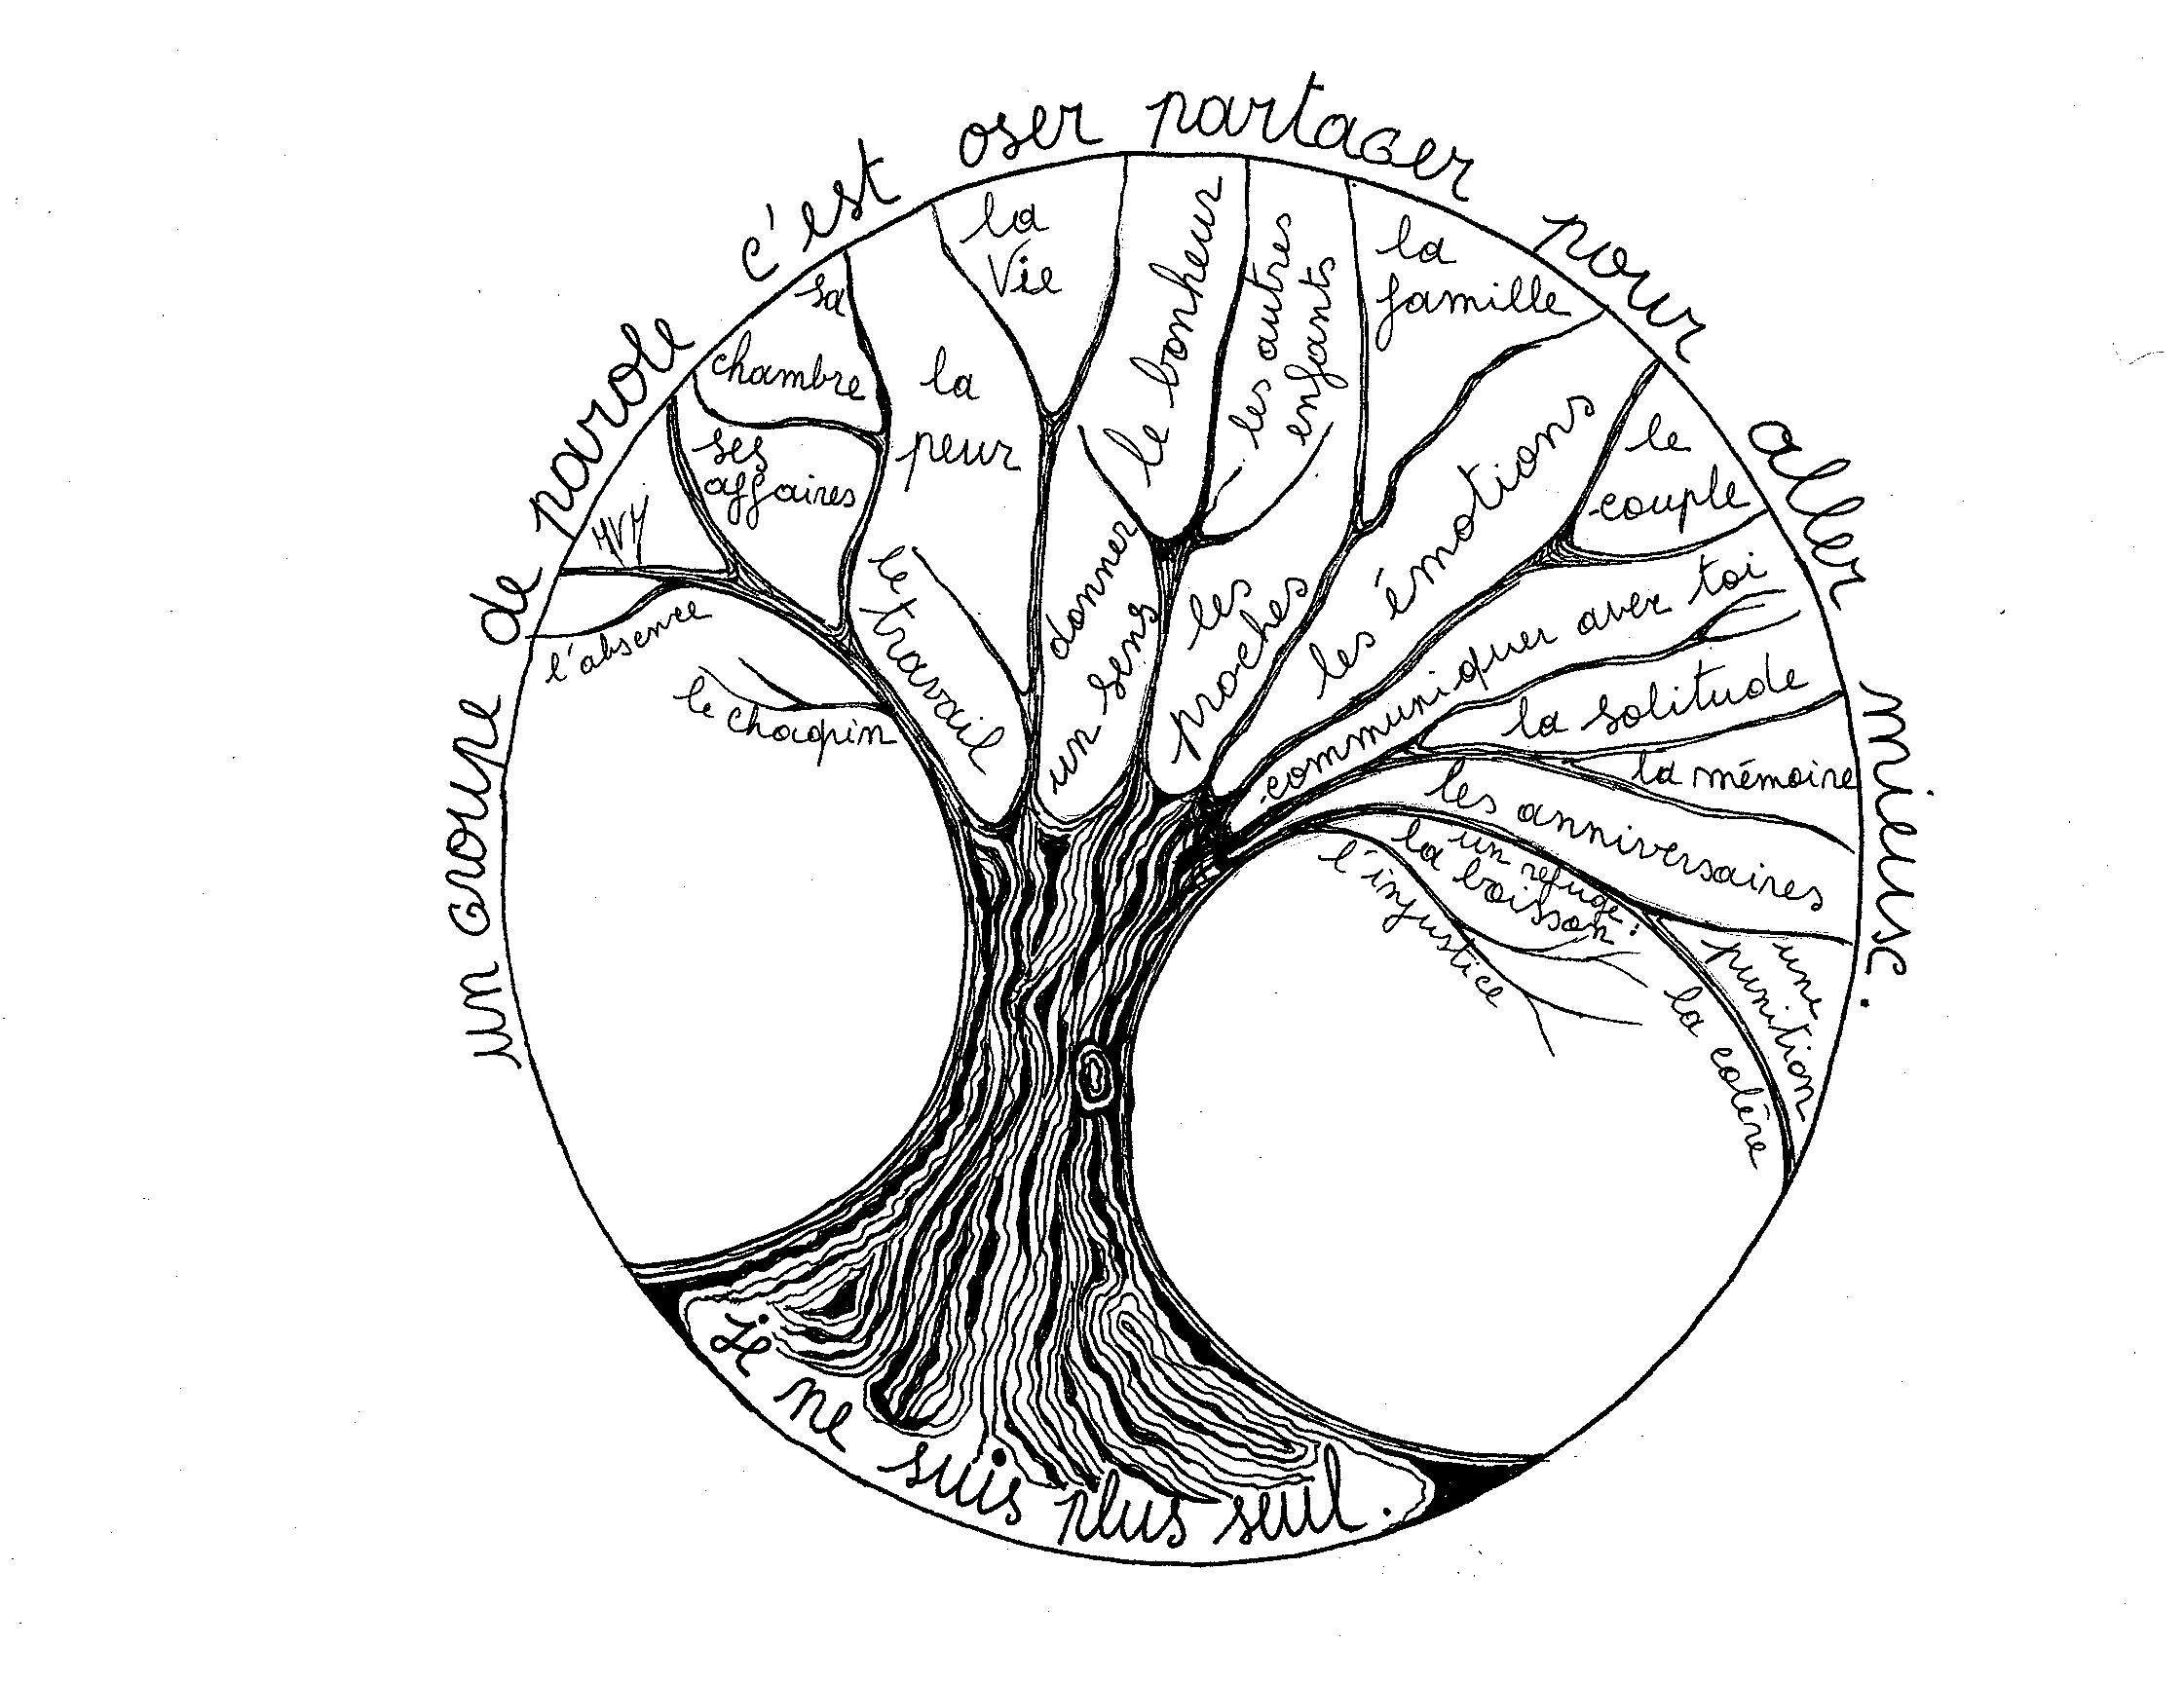 un groupe de parole c'est oser partager pour aller mieux.
l'absence
le chagrin
ses
affaires
sa
chambre
la
peur
le
travail
la
vie
donner
un sens
le bonheur
les autres
enfants
les
proches
la
famille
les émotions
le
couple
communiquer avec toi
la solitude
la mémoire
les anniversaires
un refuge :
la boisson
l'injustice
une
punition
la colère
je ne suis plus seul.